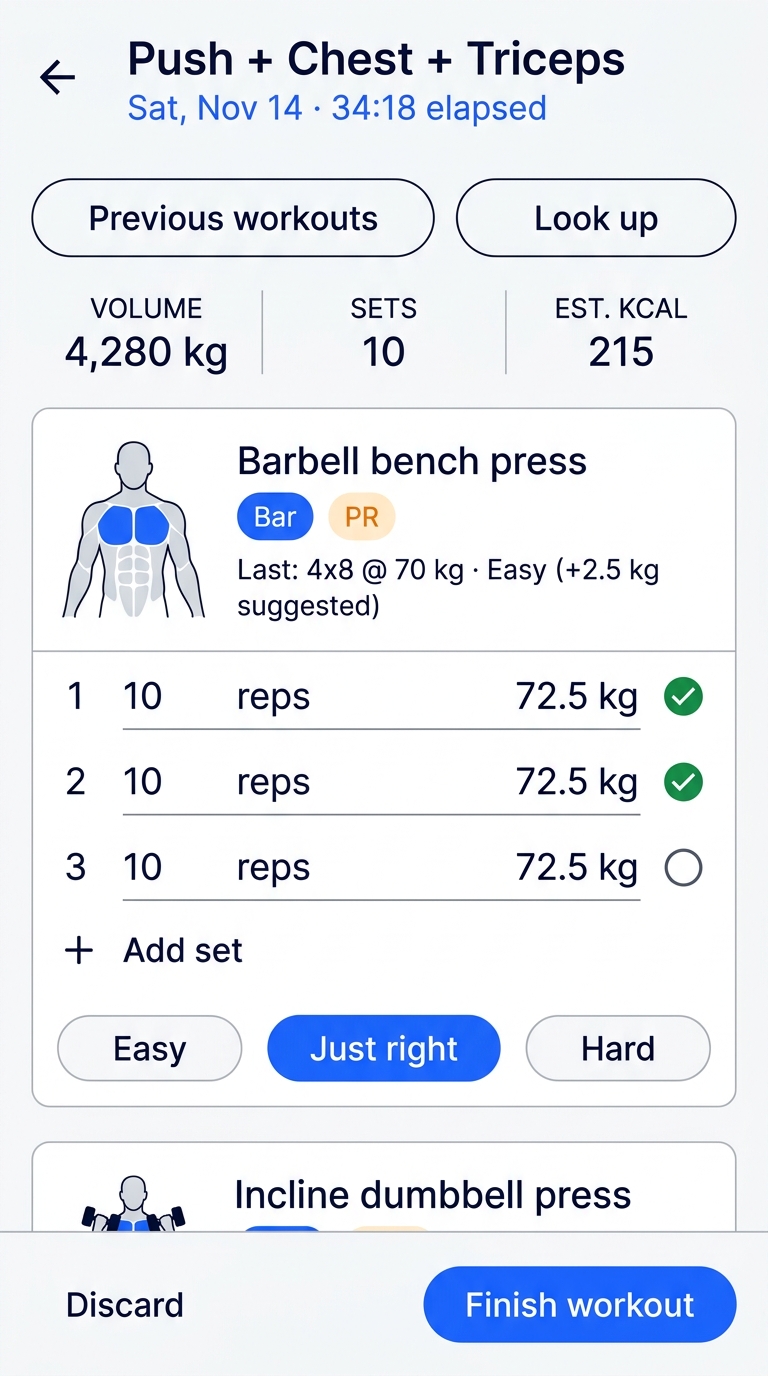 Push + Chest + Triceps
Sat, Nov 14 · 34:18 elapsed
Previous workouts
Look up
VOLUME
4,280 kg
SETS
10
EST. KCAL
215
Barbell bench press
Bar
PR
Last: 4x8 @ 70 kg · Easy (+2.5 kg
suggested)
1 10 reps 72.5 kg
2 10 reps 72.5 kg
3 10 reps 72.5 kg
+ Add set
Easy
Just right
Hard
Incline dumbbell press
Discard
Finish workout